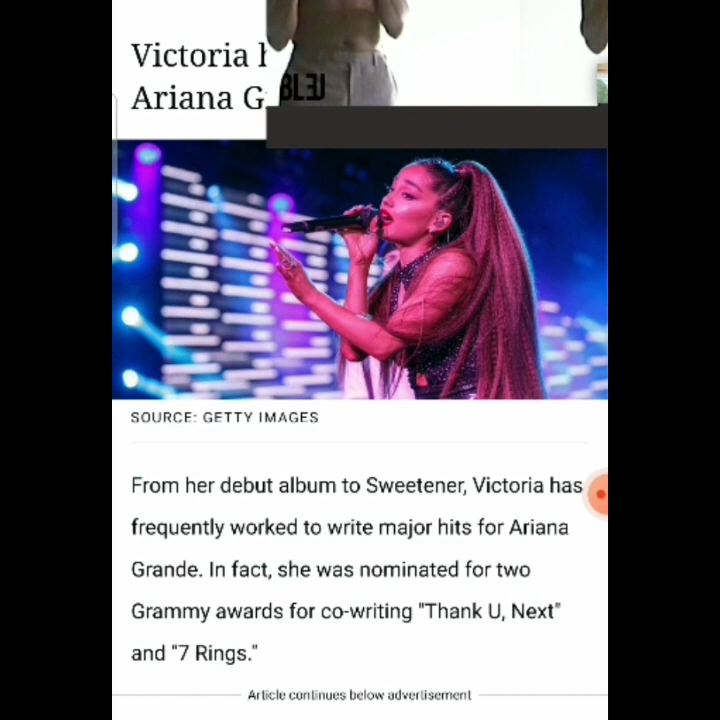 Victoria
Ariana G
BLEU
SOURCE: GETTY IMAGES
From her debut album to Sweetener, Victoria has
frequently worked to write major hits for Ariana
Grande. In fact, she was nominated for two
Grammy awards for co-writing "Thank U, Next"
and "7 Rings."
Article continues below advertisement